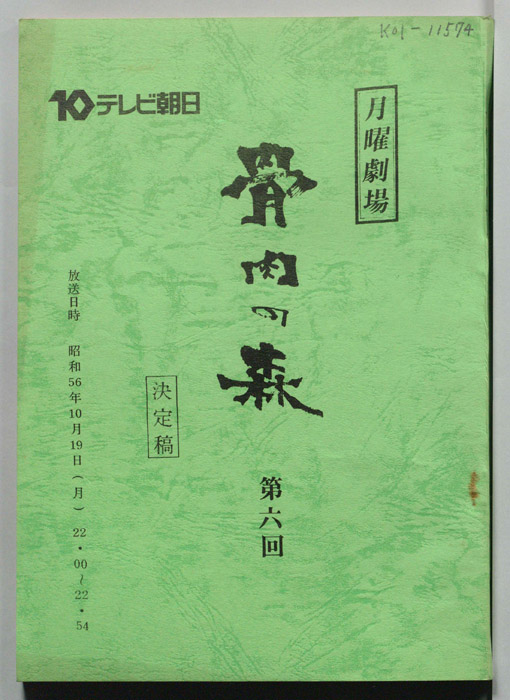 K01-11574
10テレビ朝日
月曜劇場
骨肉の森
第六回
決定稿
放送日時 昭和56年10月19日(月) 22・00~22・54